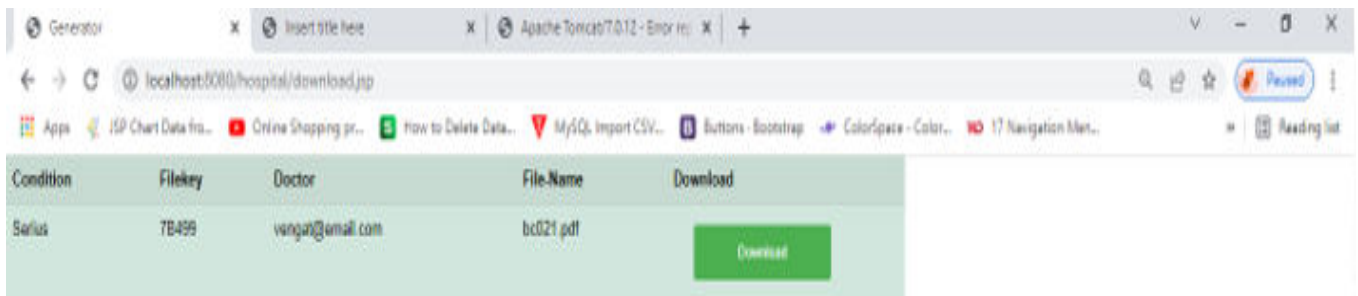 Generator Insert title here Apache Tomcat/7.0.12 - Error re
localhost:8080/hospital/download.jsp Paused
Apps JSP Chart Data fro... Online Shopping pr... How to Delete Data... MySQL Import CSV... Buttons · Bootstrap ColorSpace - Color... 17 Navigation Men... » Reading list
Condition Filekey Doctor File-Name Download
Serius 7B499 vengat@email.com bc021.pdf
Download